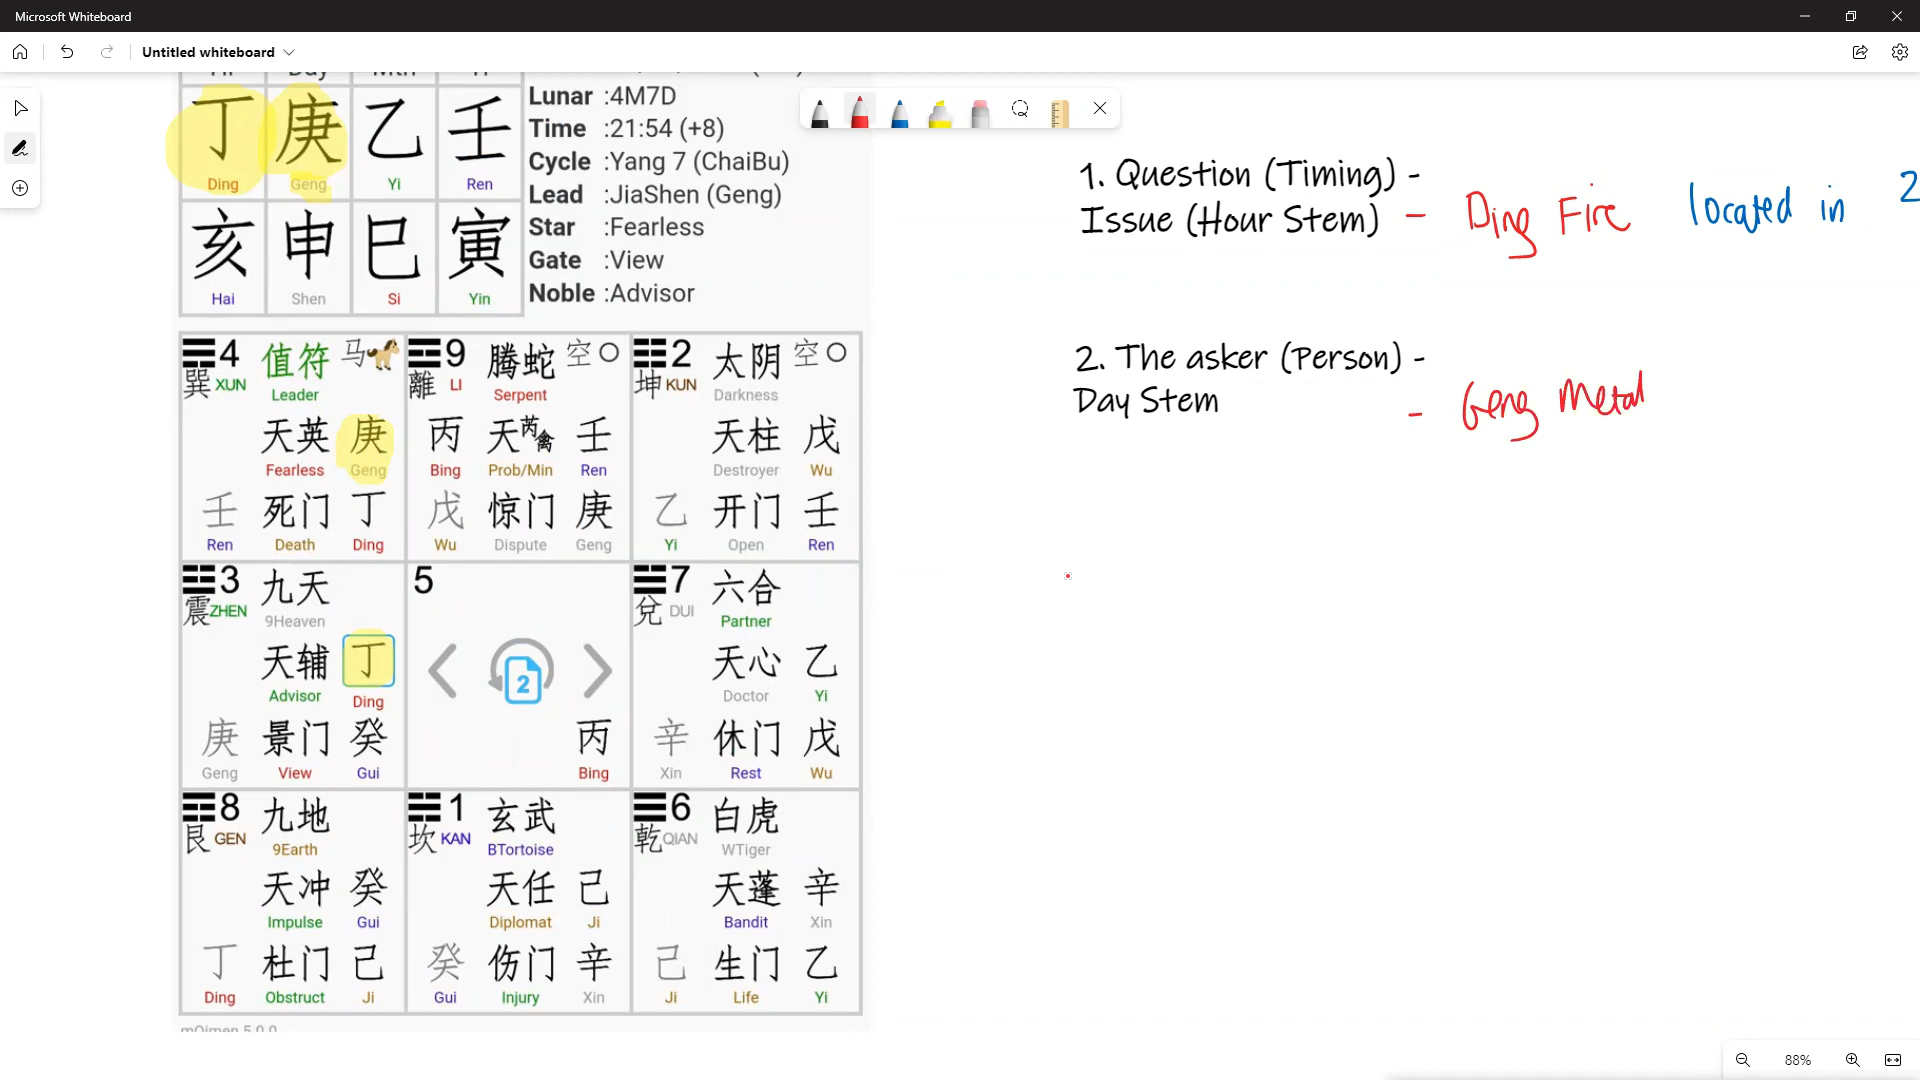 Microsoft Whiteboard
Untitled whiteboard
丁 庚 乙 壬
Ding Geng Yi Ren
亥 申 巳 寅
Hai Shen Si Yin
Lunar :4M7D
Time :21:54 (+8)
Cycle :Yang 7 (ChaiBu)
Lead :JiaShen (Geng)
Star :Fearless
Gate :View
Noble :Advisor
4 值符 马
巽 XUN Leader
天英 庚
Fearless Geng
壬 死门 丁
Ren Death Ding
9 腾蛇 空
離 LI Serpent
丙 天芮禽 壬
Bing Prob/Min Ren
戊 惊门 庚
Wu Dispute Geng
2 太阴 空
坤 KUN Darkness
天柱 戊
Destroyer Wu
乙 开门 壬
Yi Open Ren
3 九天
震 ZHEN 9Heaven
天辅 丁
Advisor Ding
庚 景门 癸
Geng View Gui
5
2
丙
Bing
7 六合
兌 DUI Partner
天心 乙
Doctor Yi
辛 休门 戊
Xin Rest Wu
8 九地
艮 GEN 9Earth
天冲 癸
Impulse Gui
丁 杜门 己
Ding Obstruct Ji
1 玄武
坎 KAN BTortoise
天任 己
Diplomat Ji
癸 伤门 辛
Gui Injury Xin
6 白虎
乾 QIAN WTiger
天蓬 辛
Bandit Xin
己 生门 乙
Ji Life Yi
1. Question (Timing) -
Issue (Hour Stem) - Ding Fire located in 2
2. The asker (Person) -
Day Stem - Geng Metal
88%